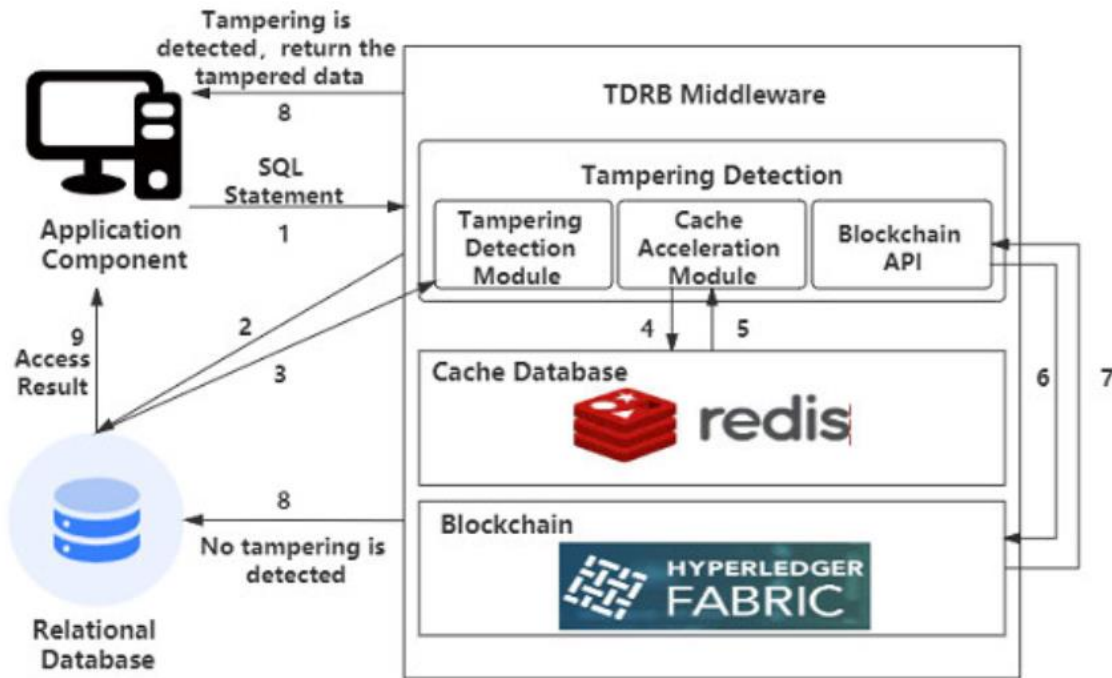 Tampering is
detected, return the
tampered data
8
TDRB Middleware
SQL
Statement
1
Application
Component
Tampering Detection
Tampering
Detection
Module
Cache
Acceleration
Module
Blockchain
API
2
3
4
5
6
7
9
Access
Result
Cache Database
redis
8
No tampering is
detected
Blockchain
HYPERLEDGER
FABRIC
Relational
Database